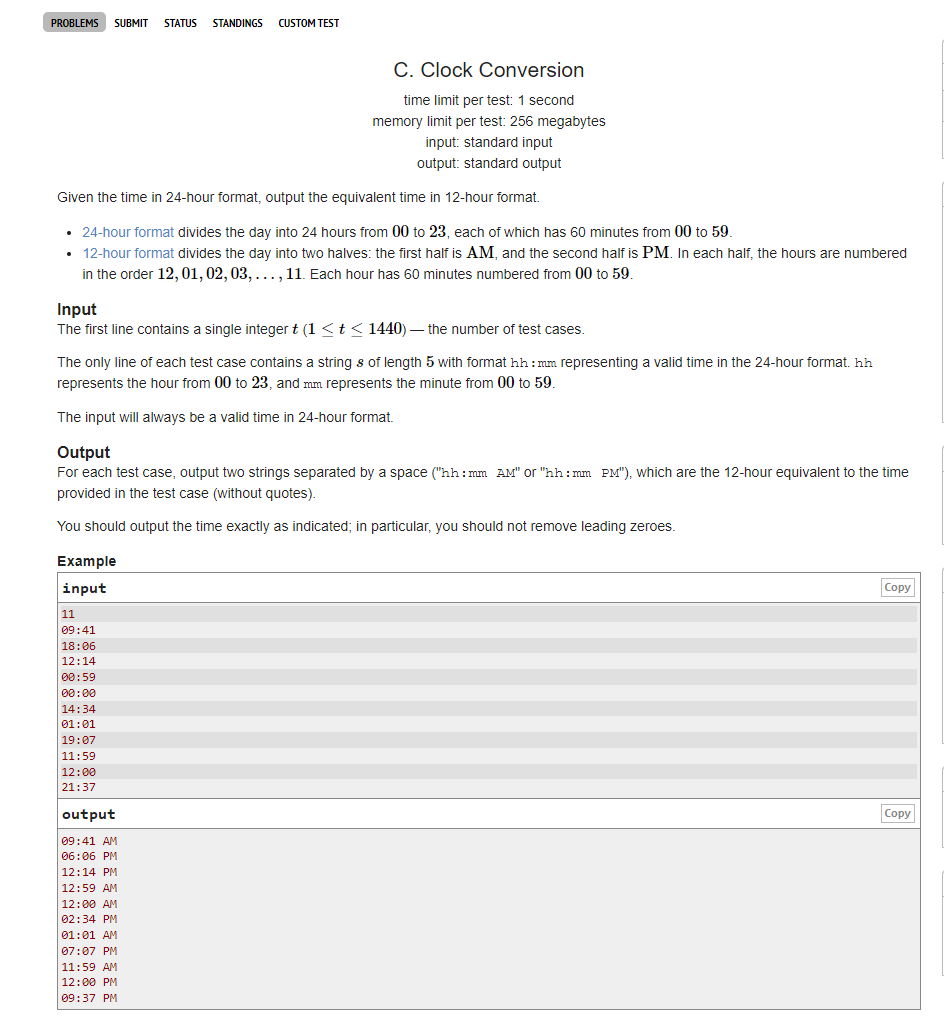 PROBLEMS SUBMIT STATUS STANDINGS CUSTOM TEST
C. Clock Conversion
time limit per test: 1 second
memory limit per test: 256 megabytes
input: standard input
output: standard output
Given the time in 24-hour format, output the equivalent time in 12-hour format.
• 24-hour format divides the day into 24 hours from 00 to 23, each of which has 60 minutes from 00 to 59.
• 12-hour format divides the day into two halves: the first half is AM, and the second half is PM. In each half, the hours are numbered
in the order 12, 01, 02, 03, . . . , 11. Each hour has 60 minutes numbered from 00 to 59.
Input
The first line contains a single integer t (1 ≤ t ≤ 1440) — the number of test cases.
The only line of each test case contains a string s of length 5 with format hh:mm representing a valid time in the 24-hour format. hh
represents the hour from 00 to 23, and mm represents the minute from 00 to 59.
The input will always be a valid time in 24-hour format.
Output
For each test case, output two strings separated by a space ("hh:mm AM" or "hh:mm PM"), which are the 12-hour equivalent to the time
provided in the test case (without quotes).
You should output the time exactly as indicated; in particular, you should not remove leading zeroes.
Example
input Copy
11
09:41
18:06
12:14
00:59
00:00
14:34
01:01
19:07
11:59
12:00
21:37
output Copy
09:41 AM
06:06 PM
12:14 PM
12:59 AM
12:00 AM
02:34 PM
01:01 AM
07:07 PM
11:59 AM
12:00 PM
09:37 PM